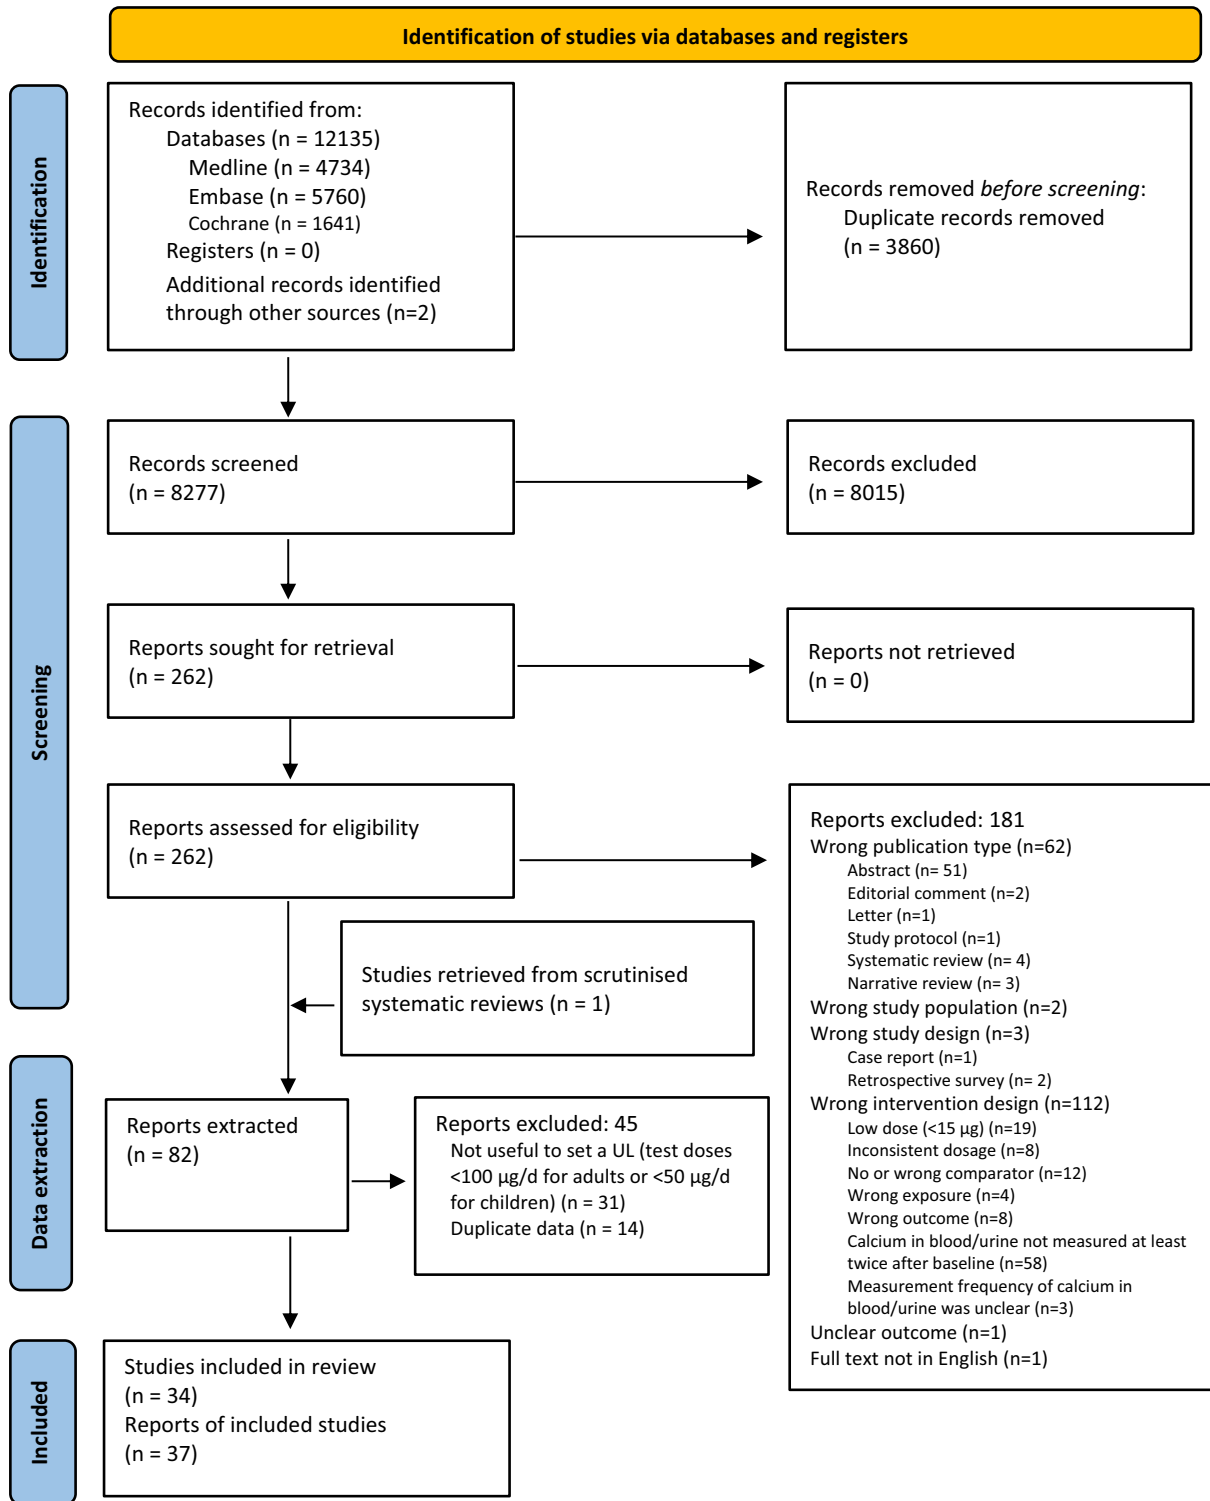 Identification of studies via databases and registers
Identification
Records identified from:
Databases (n = 12135)
Medline (n = 4734)
Embase (n = 5760)
Cochrane (n = 1641)
Registers (n = 0)
Additional records identified
through other sources (n=2)
Records removed before screening:
Duplicate records removed
(n = 3860)
Screening
Records screened
(n = 8277)
Records excluded
(n = 8015)
Reports sought for retrieval
(n = 262)
Reports not retrieved
(n = 0)
Reports assessed for eligibility
(n = 262)
Reports excluded: 181
Wrong publication type (n=62)
Abstract (n= 51)
Editorial comment (n=2)
Letter (n=1)
Study protocol (n=1)
Systematic review (n= 4)
Narrative review (n= 3)
Wrong study population (n=2)
Wrong study design (n=3)
Case report (n=1)
Retrospective survey (n= 2)
Wrong intervention design (n=112)
Low dose (<15 µg) (n=19)
Inconsistent dosage (n=8)
No or wrong comparator (n=12)
Wrong exposure (n=4)
Wrong outcome (n=8)
Calcium in blood/urine not measured at least
twice after baseline (n=58)
Measurement frequency of calcium in
blood/urine was unclear (n=3)
Unclear outcome (n=1)
Full text not in English (n=1)
Studies retrieved from scrutinised
systematic reviews (n = 1)
Data extraction
Reports extracted
(n = 82)
Reports excluded: 45
Not useful to set a UL (test doses
<100 µg/d for adults or <50 µg/d
for children) (n = 31)
Duplicate data (n = 14)
Included
Studies included in review
(n = 34)
Reports of included studies
(n = 37)